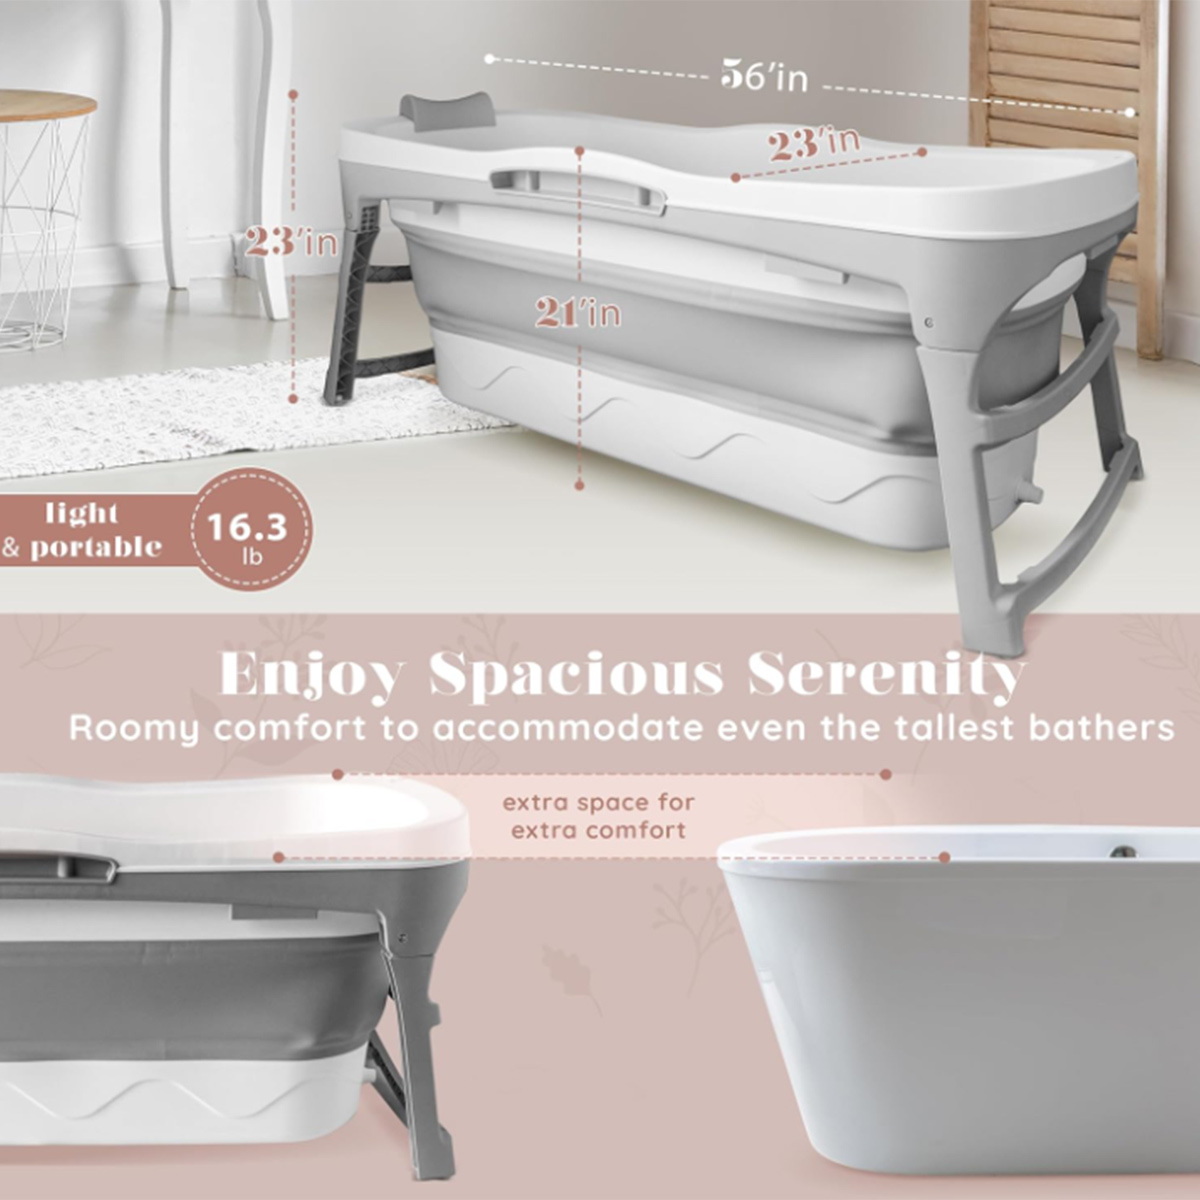 56'in
23'in
23'in
21'in
light
& portable
16.3
lb
Enjoy Spacious Serenity
Roomy comfort to accommodate even the tallest bathers
extra space for
extra comfort